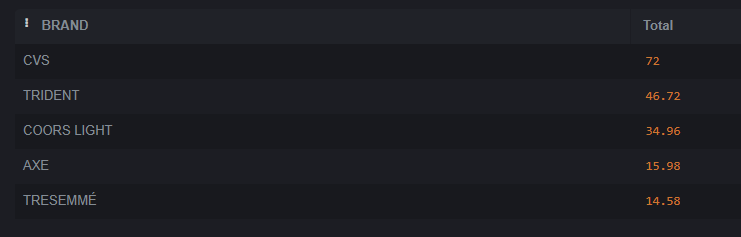 BRAND Total
CVS 72
TRIDENT 46.72
COORS LIGHT 34.96
AXE 15.98
TRESEMMÉ 14.58